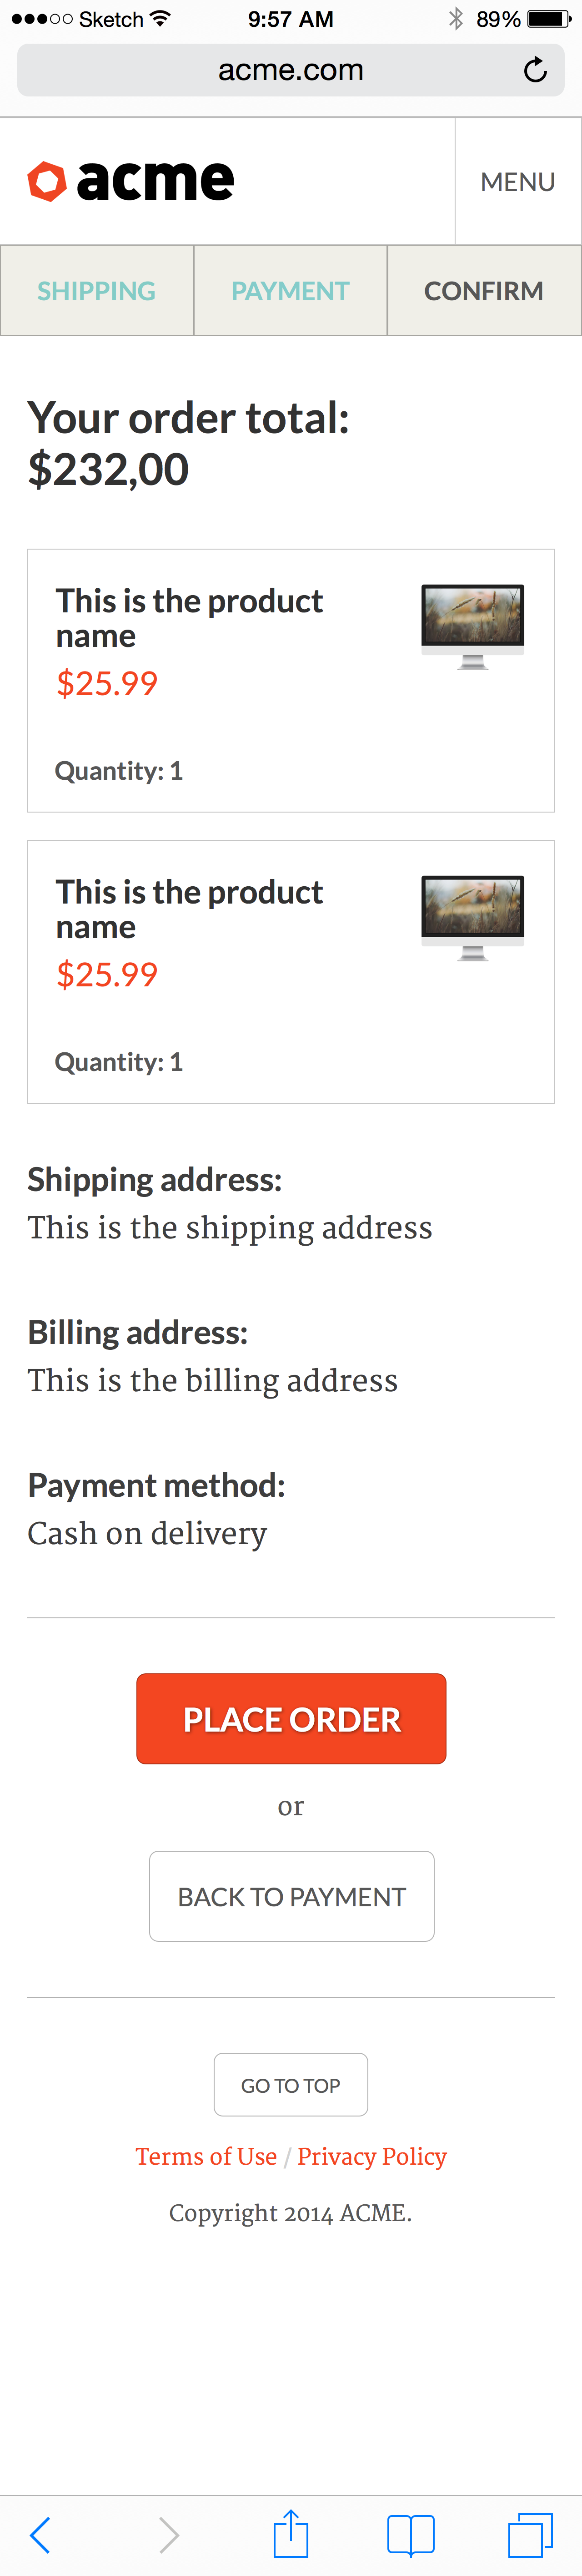 Sketch 9:57 AM 89%
acme.com
acme MENU
SHIPPING PAYMENT CONFIRM
Your order total:
$232,00
This is the product
name
$25.99
Quantity: 1
This is the product
name
$25.99
Quantity: 1
Shipping address:
This is the shipping address
Billing address:
This is the billing address
Payment method:
Cash on delivery
PLACE ORDER
or
BACK TO PAYMENT
GO TO TOP
Terms of Use / Privacy Policy
Copyright 2014 ACME.